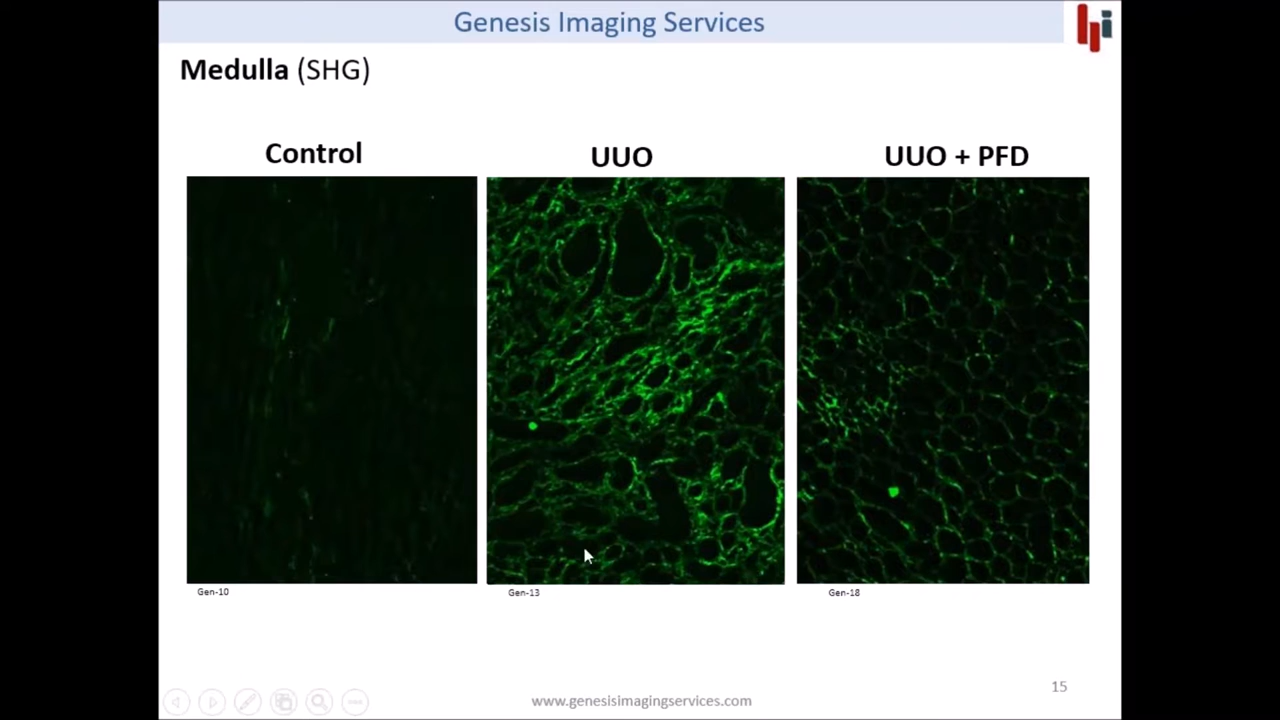 Genesis Imaging Services
Medulla (SHG)
Control
UUO
UUO + PFD
Gen-10
Gen-13
Gen-18
15
www.genesisimagingservices.com